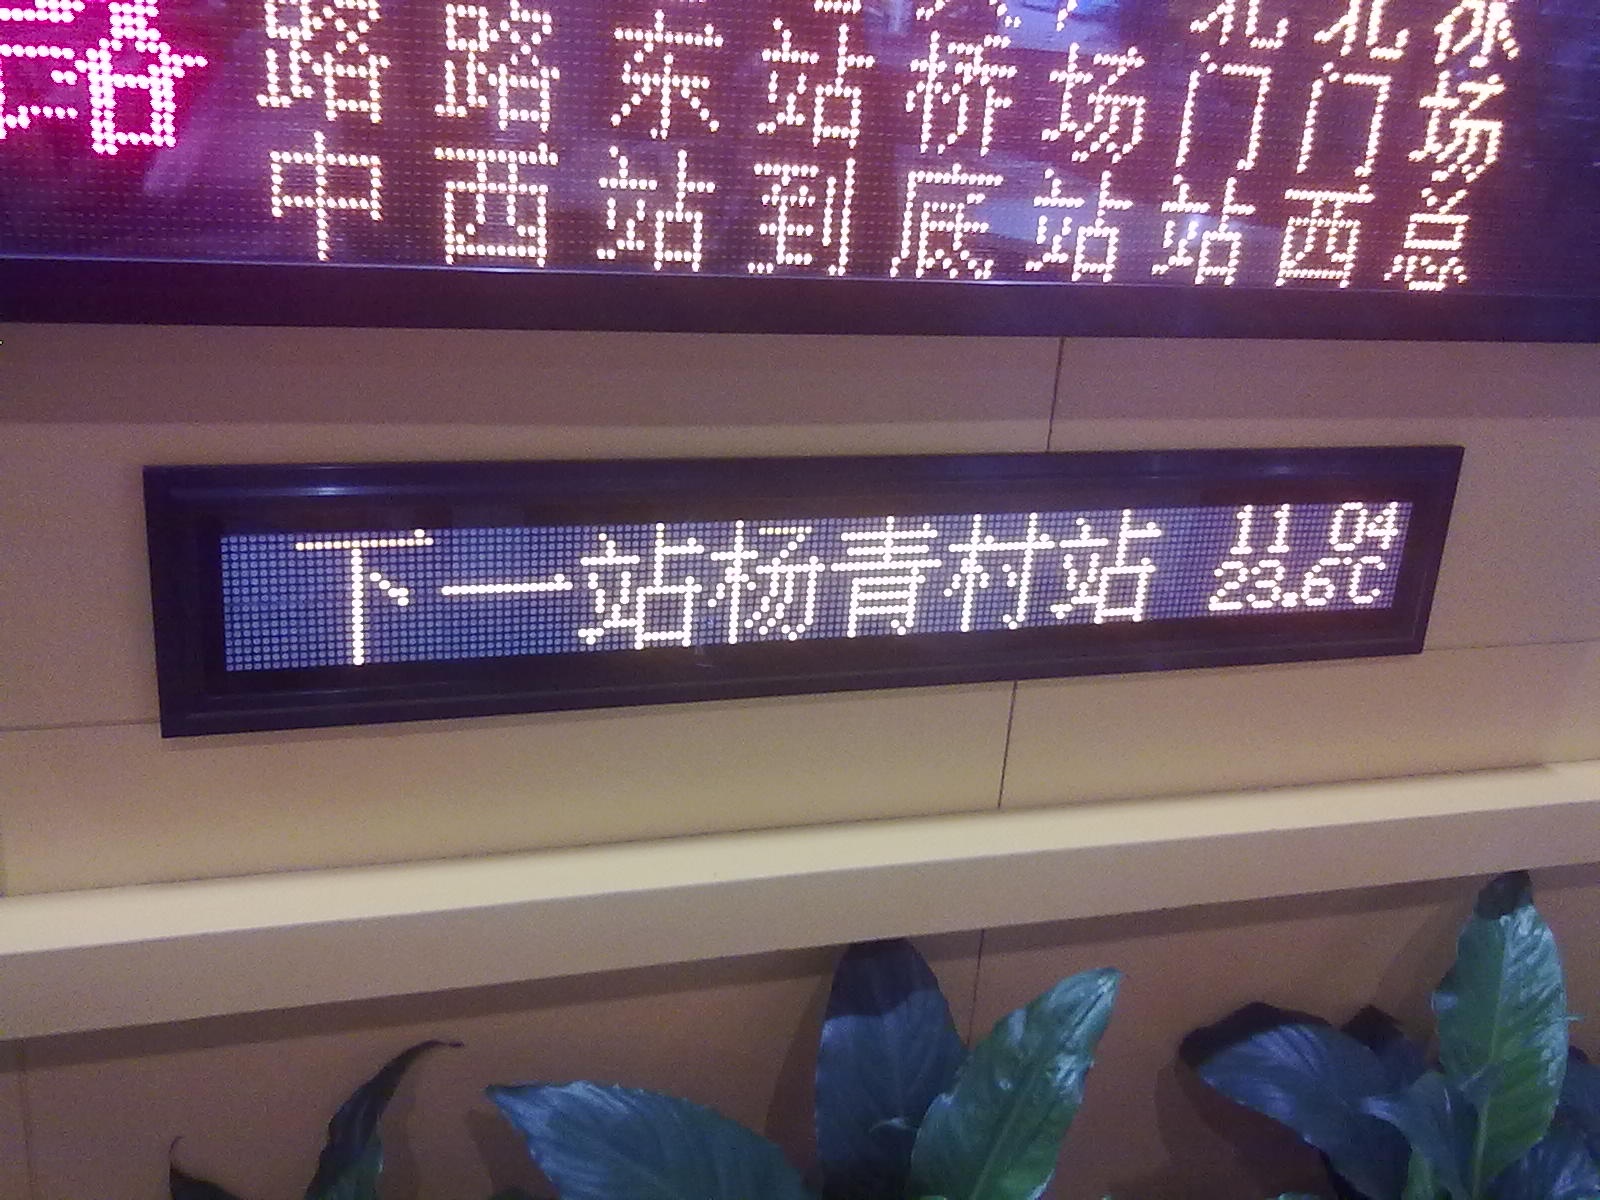 站
路 路 东 站 桥 场 门 门 场
中 西 站 到 底 站 站 西 总
下一站杨青村站
11 04
23.6℃